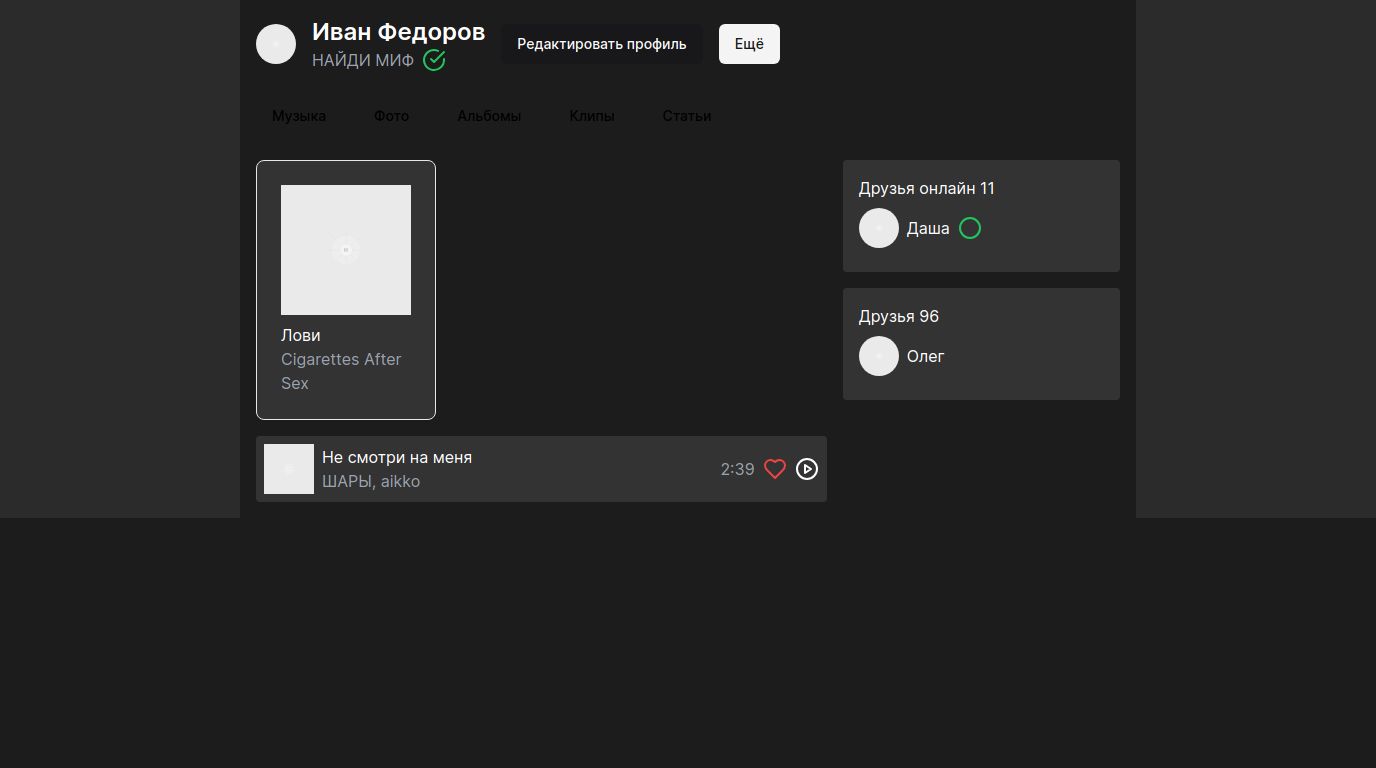 Иван Федоров
НАЙДИ МИФ
Редактировать профиль
Ещё
Музыка Фото Альбомы Клипы Статьи
Лови
Cigarettes After
Sex
Не смотри на меня
ШАРЫ, aikko
2:39
Друзья онлайн 11
Даша
Друзья 96
Олег